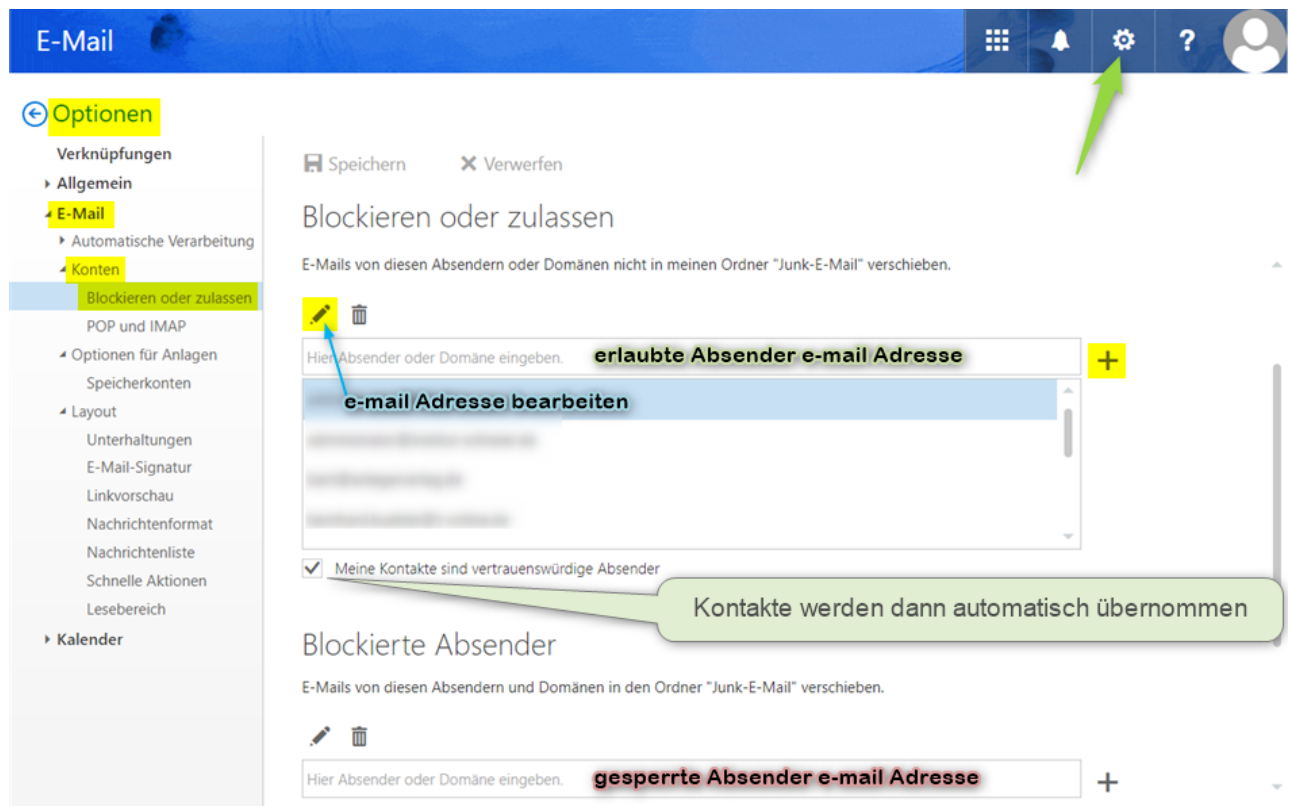 E-Mail
?
Optionen
Verknüpfungen
Allgemein
E-Mail
Automatische Verarbeitung
Konten
Blockieren oder zulassen
POP und IMAP
Optionen für Anlagen
Speicherkonten
Layout
Unterhaltungen
E-Mail-Signatur
Linkvorschau
Nachrichtenformat
Nachrichtenliste
Schnelle Aktionen
Lesebereich
Kalender
Speichern Verwerfen
Blockieren oder zulassen
E-Mails von diesen Absendern oder Domänen nicht in meinen Ordner "Junk-E-Mail" verschieben.
Hier Absender oder Domäne eingeben. erlaubte Absender e-mail Adresse
e-mail Adresse bearbeiten
Meine Kontakte sind vertrauenswürdige Absender
Kontakte werden dann automatisch übernommen
Blockierte Absender
E-Mails von diesen Absendern und Domänen in den Ordner "Junk-E-Mail" verschieben.
Hier Absender oder Domäne eingeben. gesperrte Absender e-mail Adresse